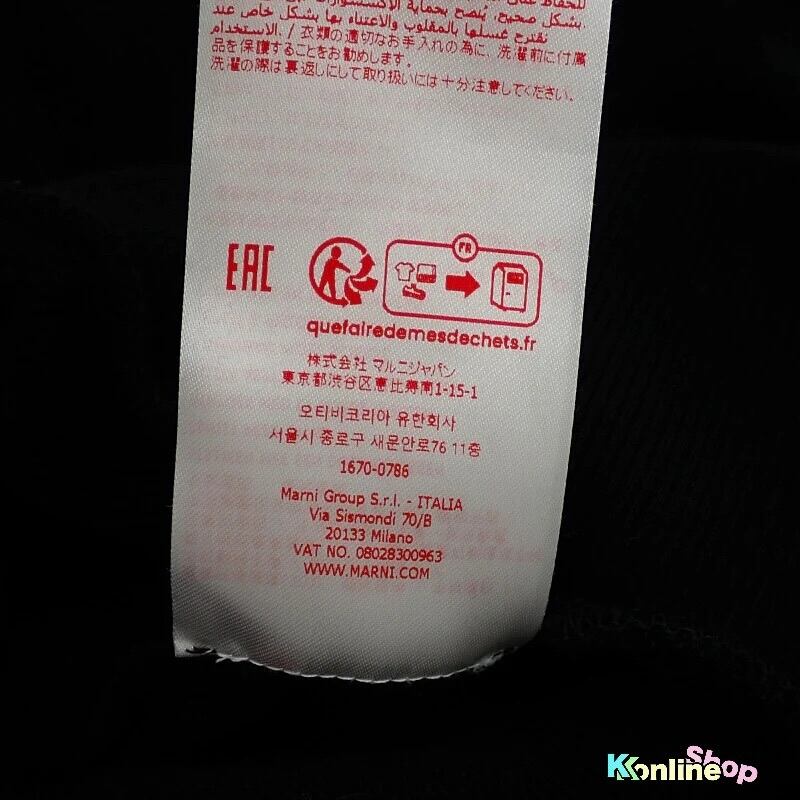 بشكل صحيح، يُنصح بحماية الاكسسوارات
نقترح غسلها بالمقلوب والاعتناء بها بشكل خاص عند
الاستخدام. / 衣類の適切なお手入れの為に、洗濯前に付属
品を保護することをお勧めします。
洗濯の際は裏返しにして取り扱いには十分注意してください。
EAC
FR
quefairedemesdechets.fr
株式会社 マルニジャパン
東京都渋谷区恵比寿南1-15-1
오티비코리아 유한회사
서울시 종로구 새문안로76 11층
1670-0786
Marni Group S.r.l. - ITALIA
Via Sismondi 70/B
20133 Milano
VAT NO. 08028300963
WWW.MARNI.COM
KKonline Shop